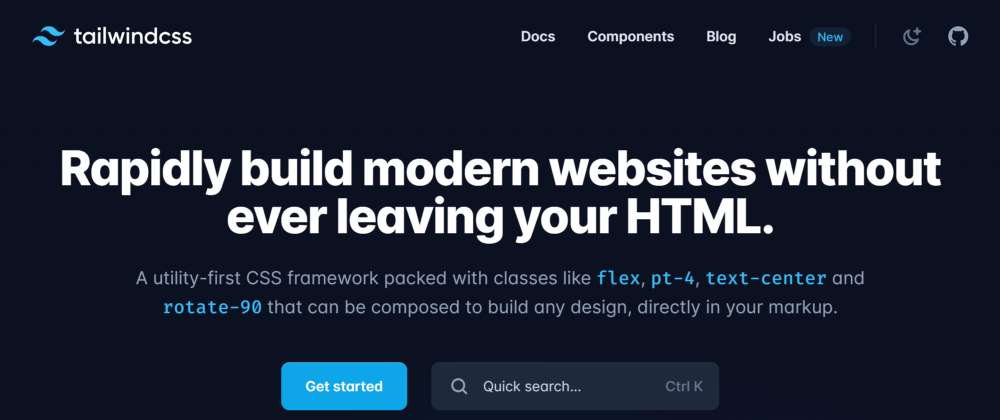 tailwindcss
Docs Components Blog Jobs New
Rapidly build modern websites without
ever leaving your HTML.
A utility-first CSS framework packed with classes like flex, pt-4, text-center and
rotate-90 that can be composed to build any design, directly in your markup.
Get started
Quick search... Ctrl K